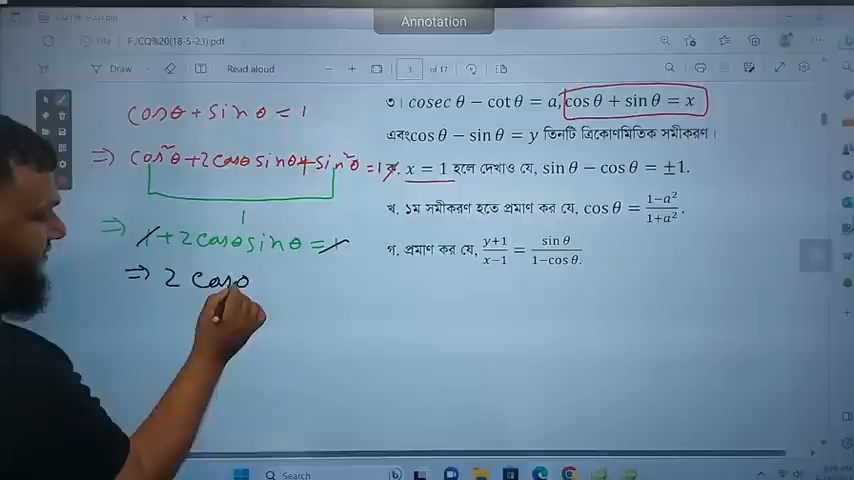 Annotation
File F:/CQ%20(18-5-23).pdf
Draw Read aloud 3 of 17
cosθ + sinθ = 1
⇒ cos²θ + 2cosθ sinθ + sin²θ = 1
1
⇒ 1 + 2cosθ sinθ = 1
⇒ 2 cosθ
৩। cosec θ − cot θ = a, cos θ + sin θ = x
এবং cos θ − sin θ = y তিনটি ত্রিকোণমিতিক সমীকরণ।
ক. x = 1 হলে দেখাও যে, sin θ − cos θ = ±1.
খ. ১ম সমীকরণ হতে প্রমাণ কর যে, cos θ = (1−a²)/(1+a²).
গ. প্রমাণ কর যে, (y+1)/(x−1) = sin θ/(1−cos θ).
Search